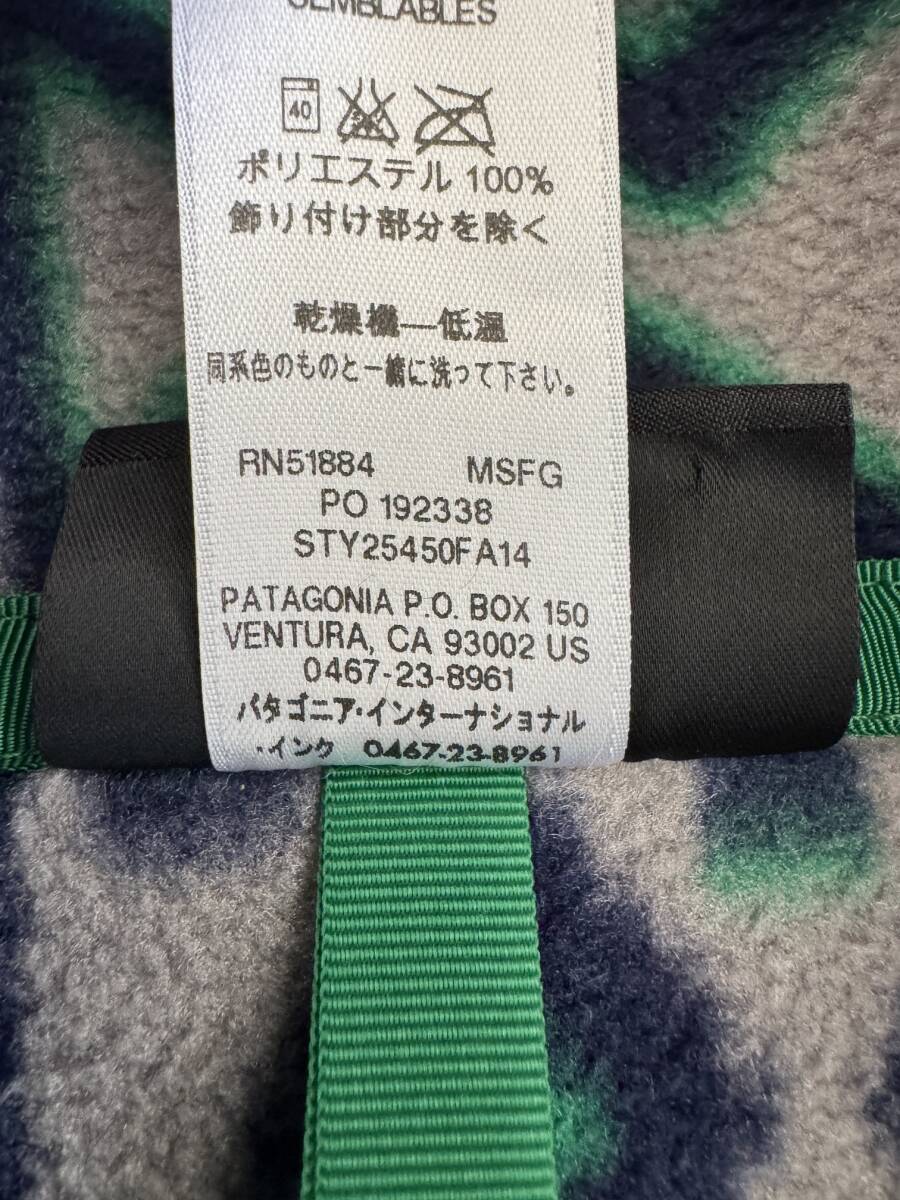 SEMBLABLES
40
ポリエステル 100%
飾り付け部分を除く
乾燥機―低温
同系色のものと一緒に洗って下さい。
RN51884 MSFG
PO 192338
STY25450FA14
PATAGONIA P.O. BOX 150
VENTURA, CA 93002 US
0467-23-8961
パタゴニア・インターナショナル
・インク 0467-23-8961